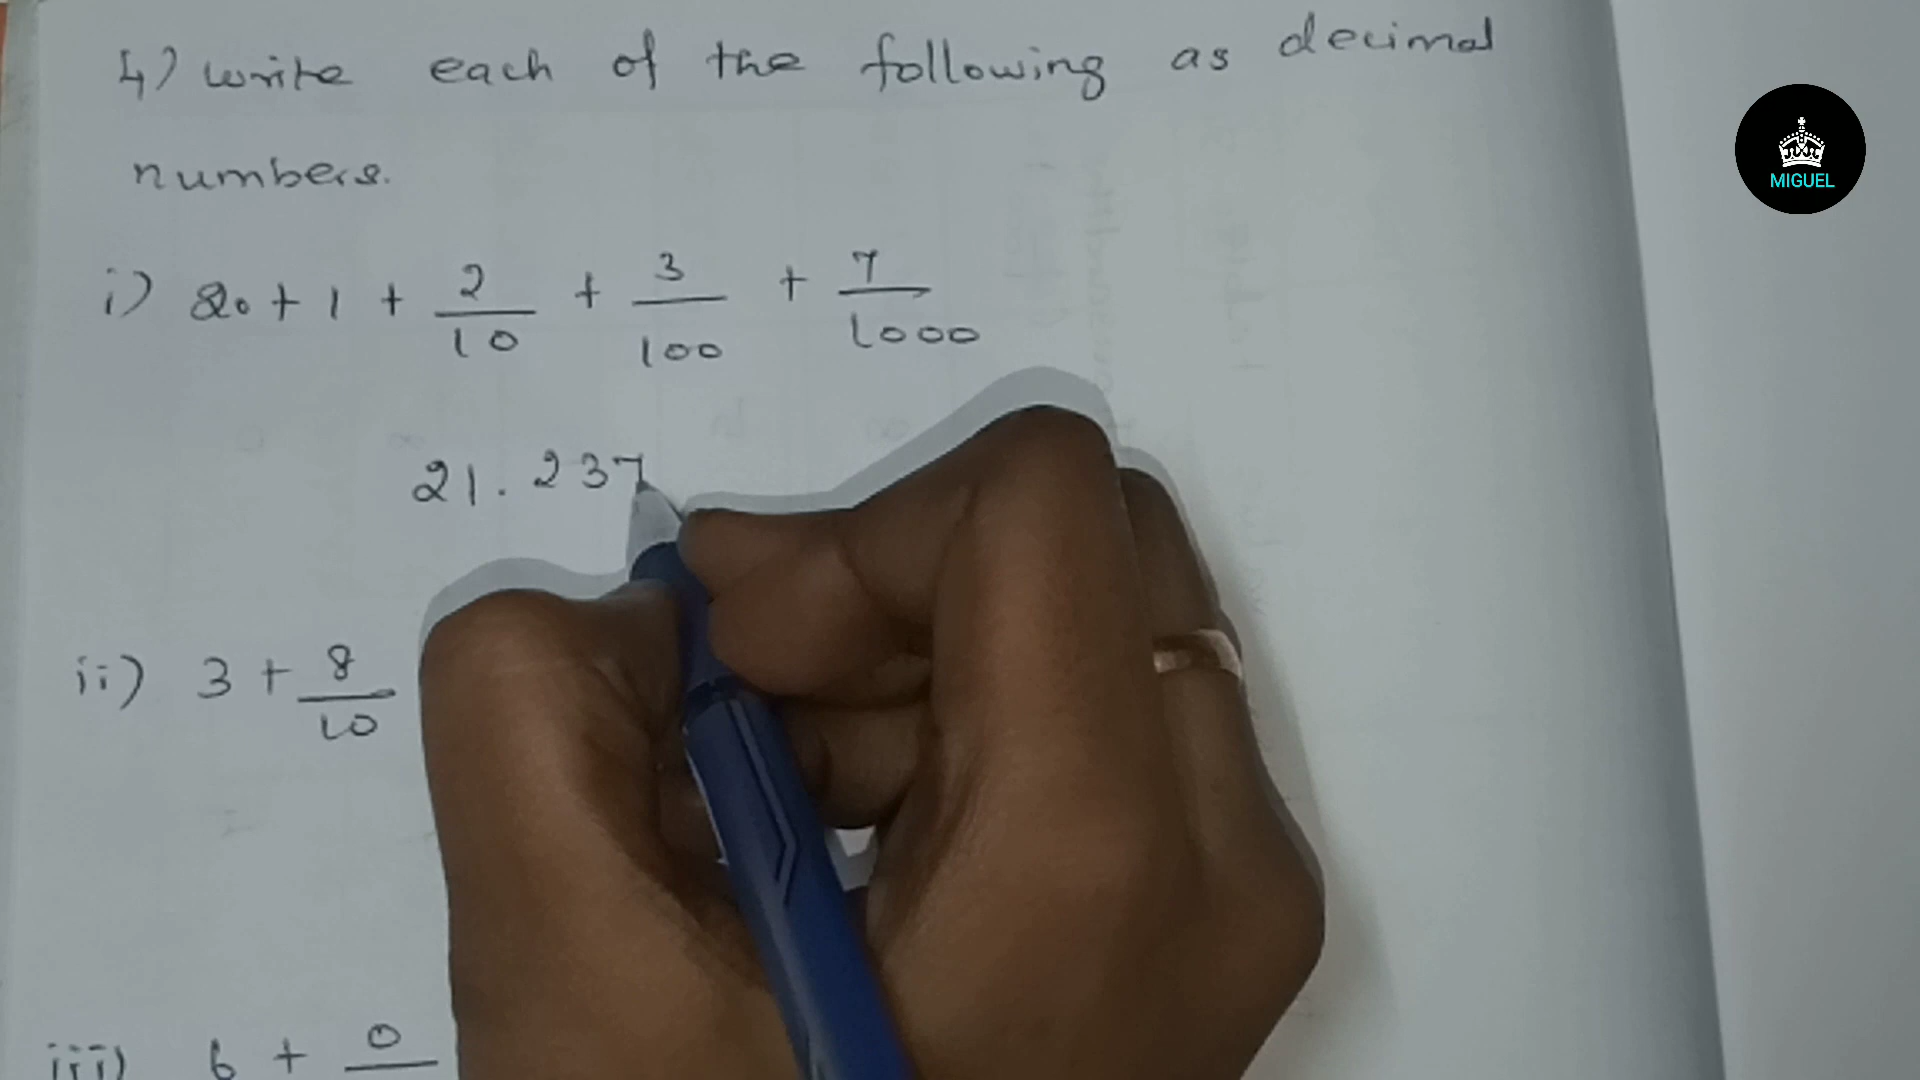 4) write each of the following as decimal
numbers.
i) 20 + 1 + 2/10 + 3/100 + 7/1000
21.237
ii) 3 + 8/10
iii) 6 + 0
MIGUEL